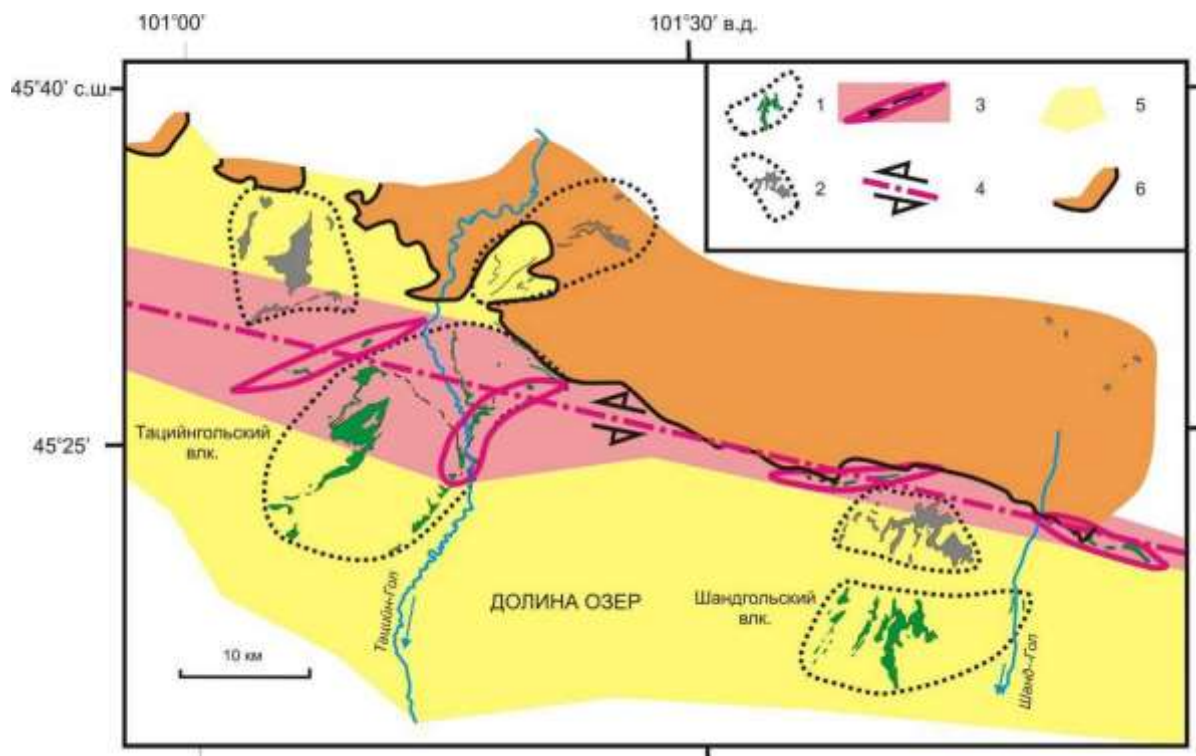 101°00' 101°30' в.д.
45°40' с.ш.
1 3 5
2 4 6
Тацийнгольский
влк.
45°25'
ДОЛИНА ОЗЕР
Шандгольский
влк.
Тацийн-Гол
Шанд-Гол
10 км